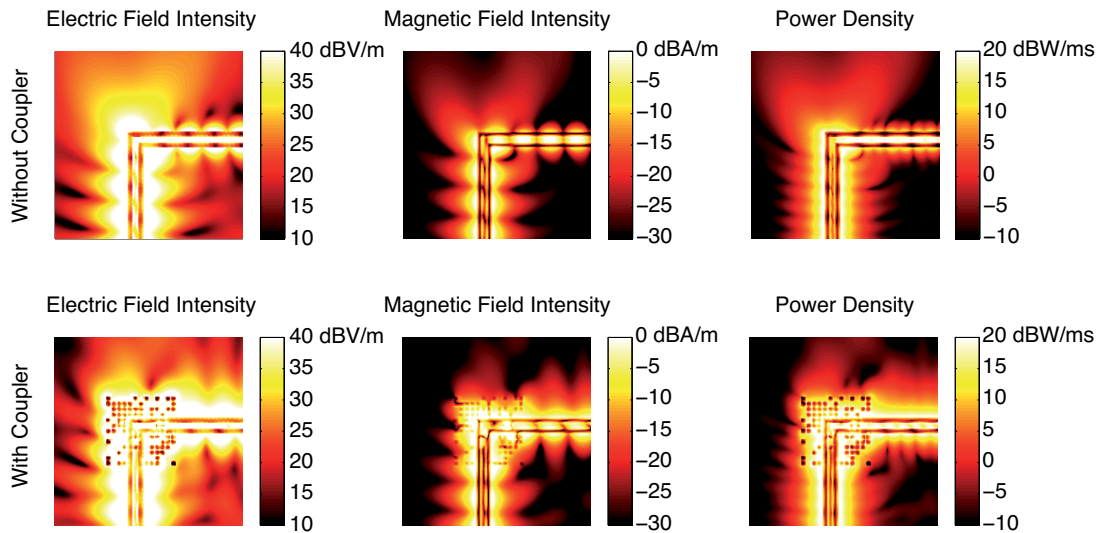 Electric Field Intensity
Magnetic Field Intensity
Power Density
Without Coupler
40 dBV/m
35
30
25
20
15
10
0 dBA/m
−5
−10
−15
−20
−25
−30
20 dBW/ms
15
10
5
0
−5
−10
Electric Field Intensity
Magnetic Field Intensity
Power Density
With Coupler
40 dBV/m
35
30
25
20
15
10
0 dBA/m
−5
−10
−15
−20
−25
−30
20 dBW/ms
15
10
5
0
−5
−10